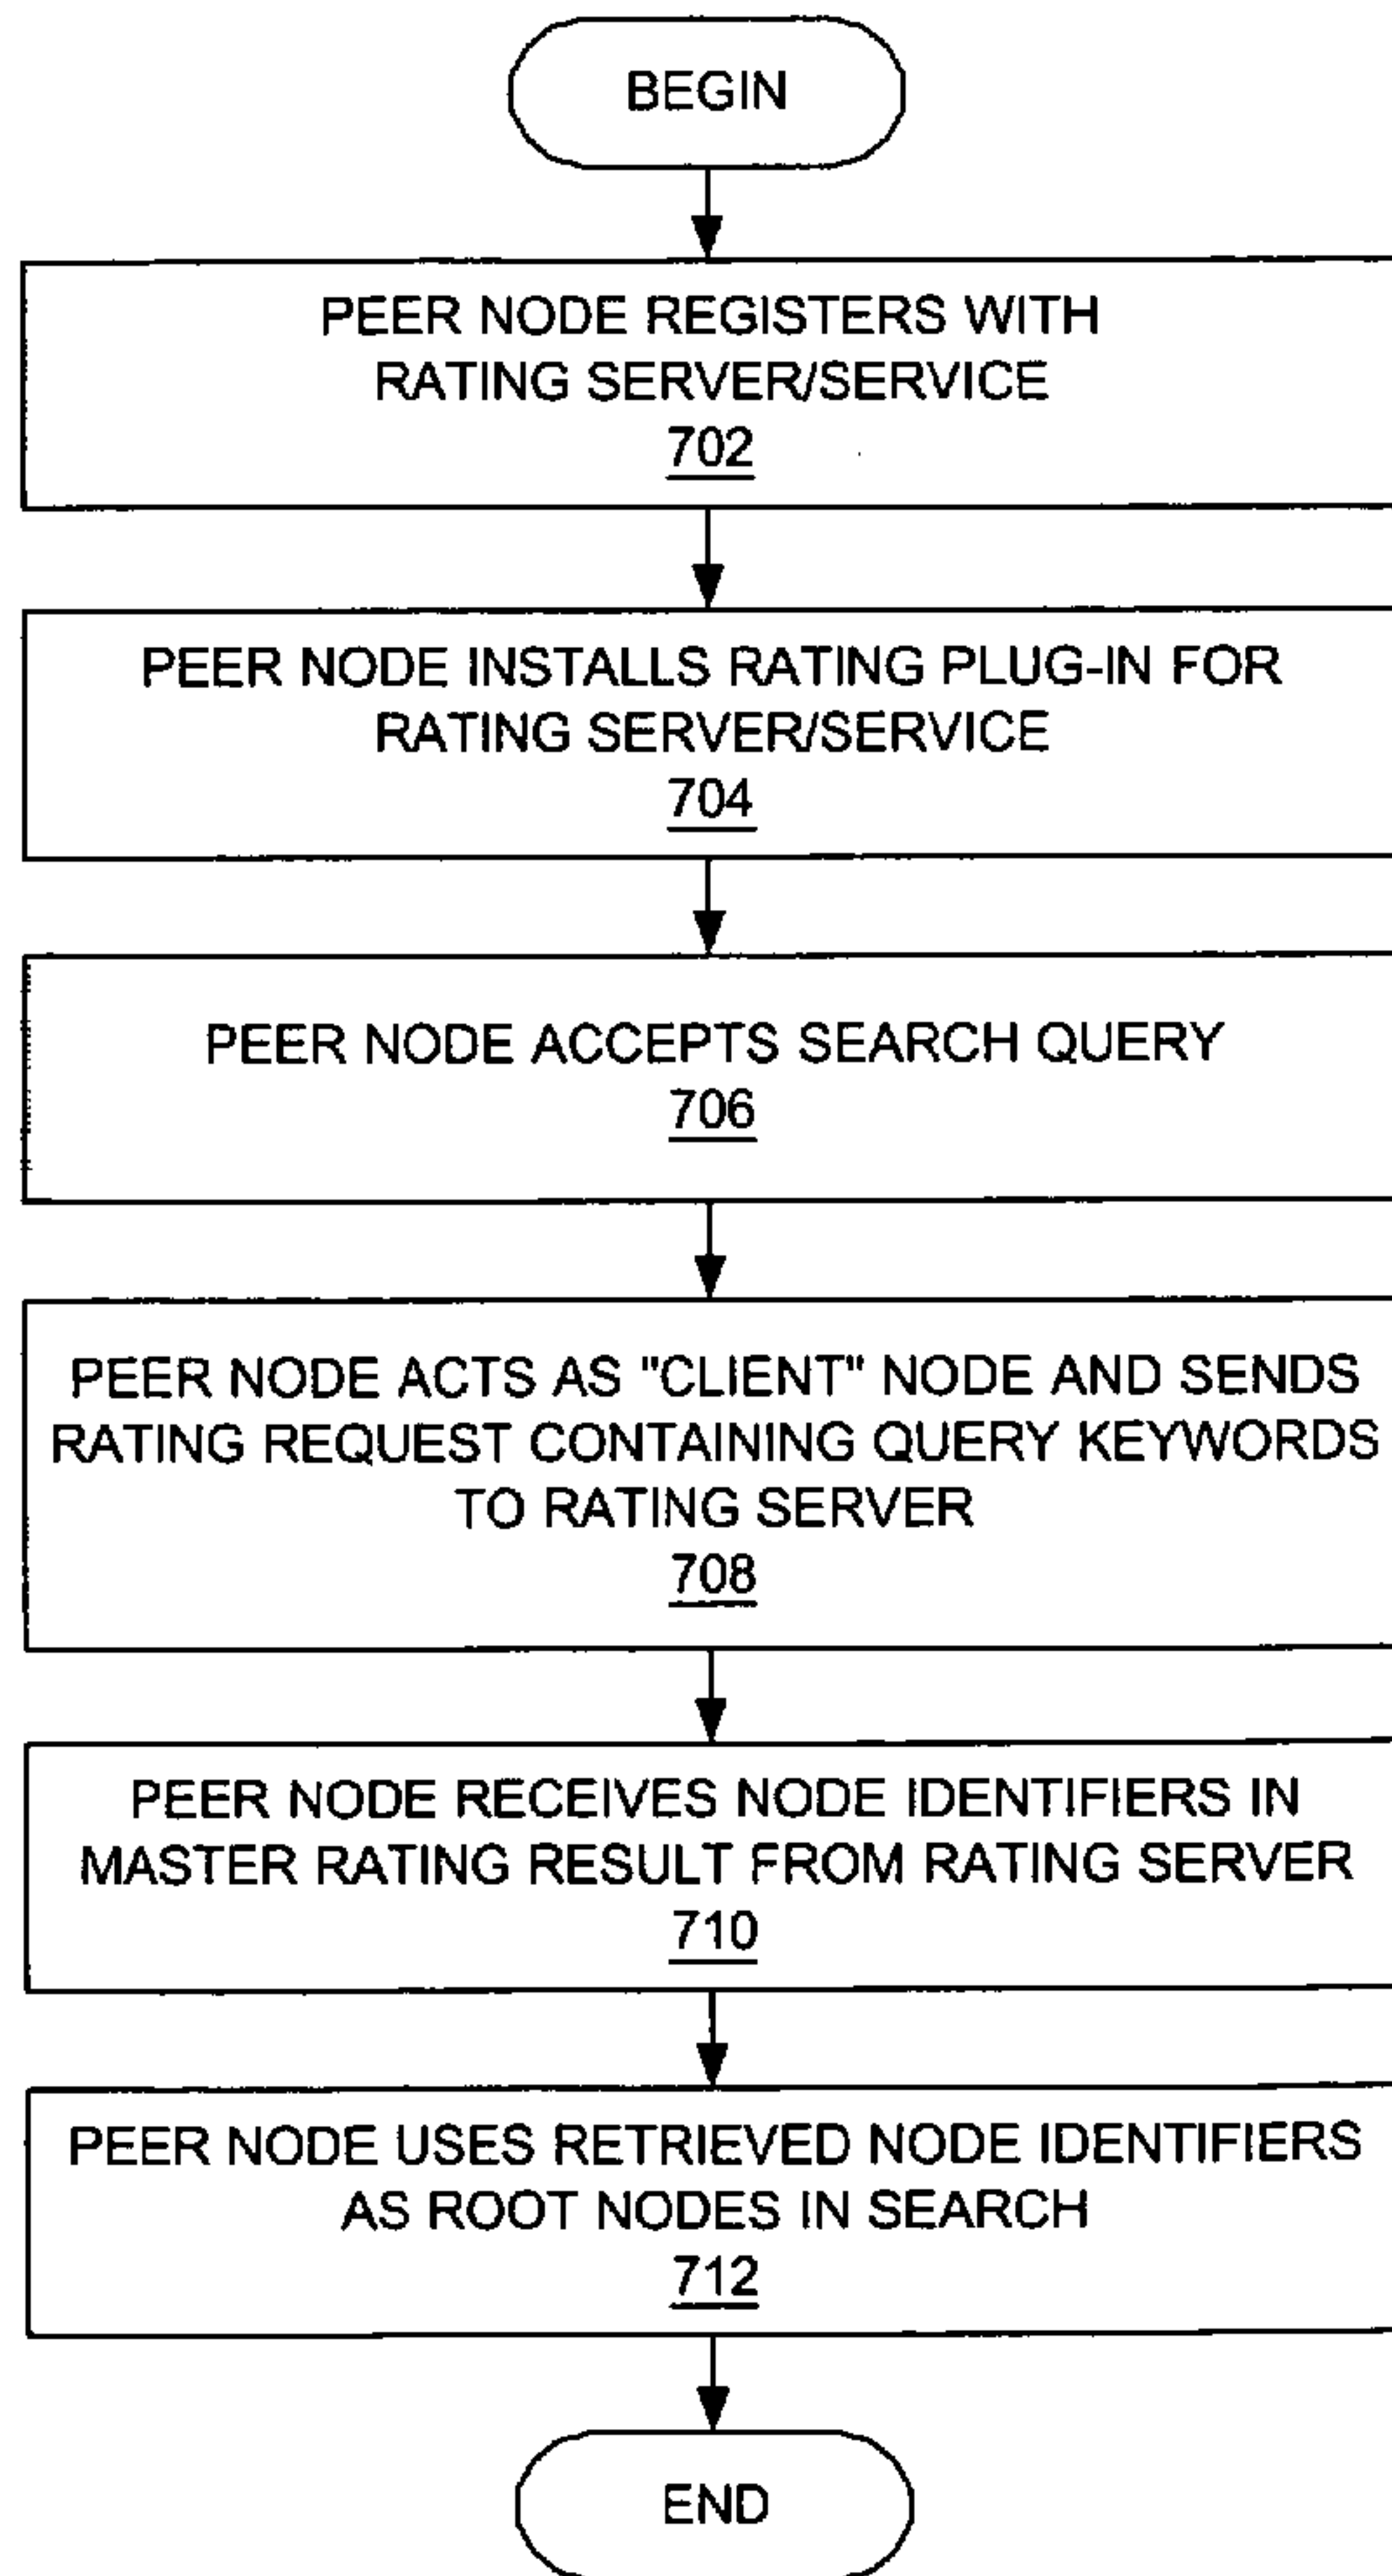 BEGIN
PEER NODE REGISTERS WITH
RATING SERVER/SERVICE
702
PEER NODE INSTALLS RATING PLUG-IN FOR
RATING SERVER/SERVICE
704
PEER NODE ACCEPTS SEARCH QUERY
706
PEER NODE ACTS AS "CLIENT" NODE AND SENDS
RATING REQUEST CONTAINING QUERY KEYWORDS
TO RATING SERVER
708
PEER NODE RECEIVES NODE IDENTIFIERS IN
MASTER RATING RESULT FROM RATING SERVER
710
PEER NODE USES RETRIEVED NODE IDENTIFIERS
AS ROOT NODES IN SEARCH
712
END